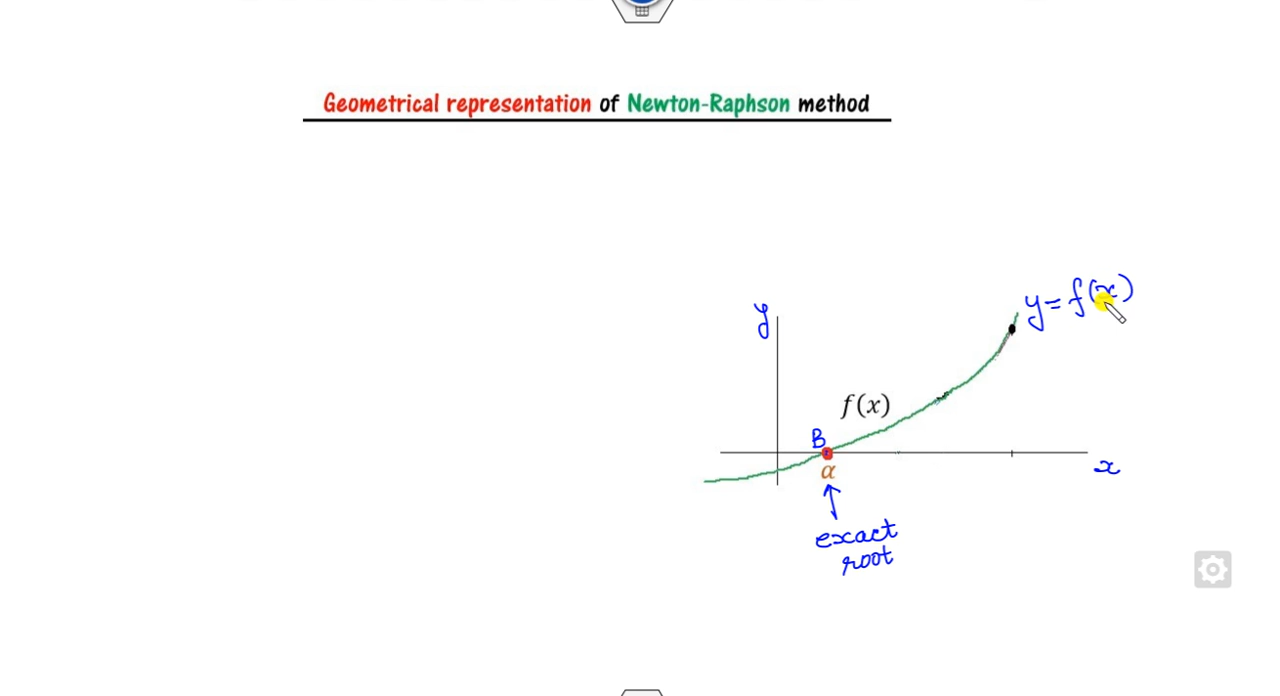 Geometrical representation of Newton-Raphson method
y = f(x)
y
f(x)
B
α
x
exact
root